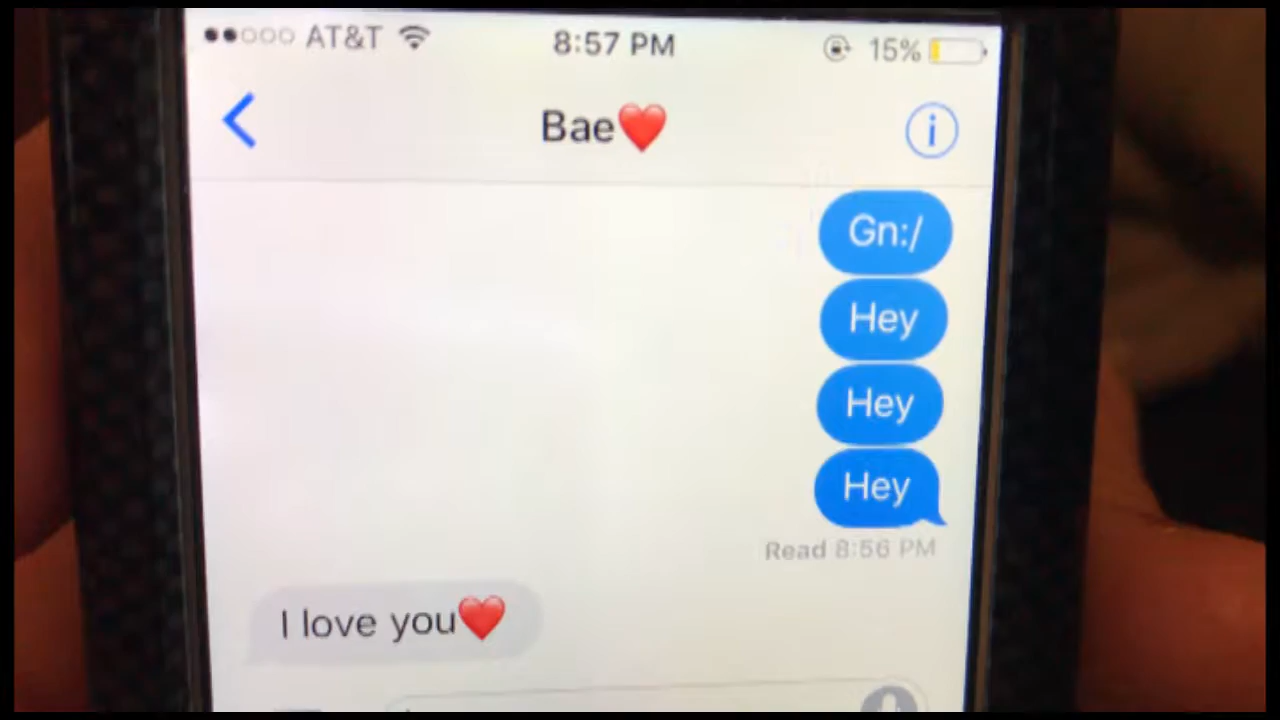 AT&T 8:57 PM 15%
Bae❤️
Gn:/
Hey
Hey
Hey
Read 8:56 PM
I love you❤️